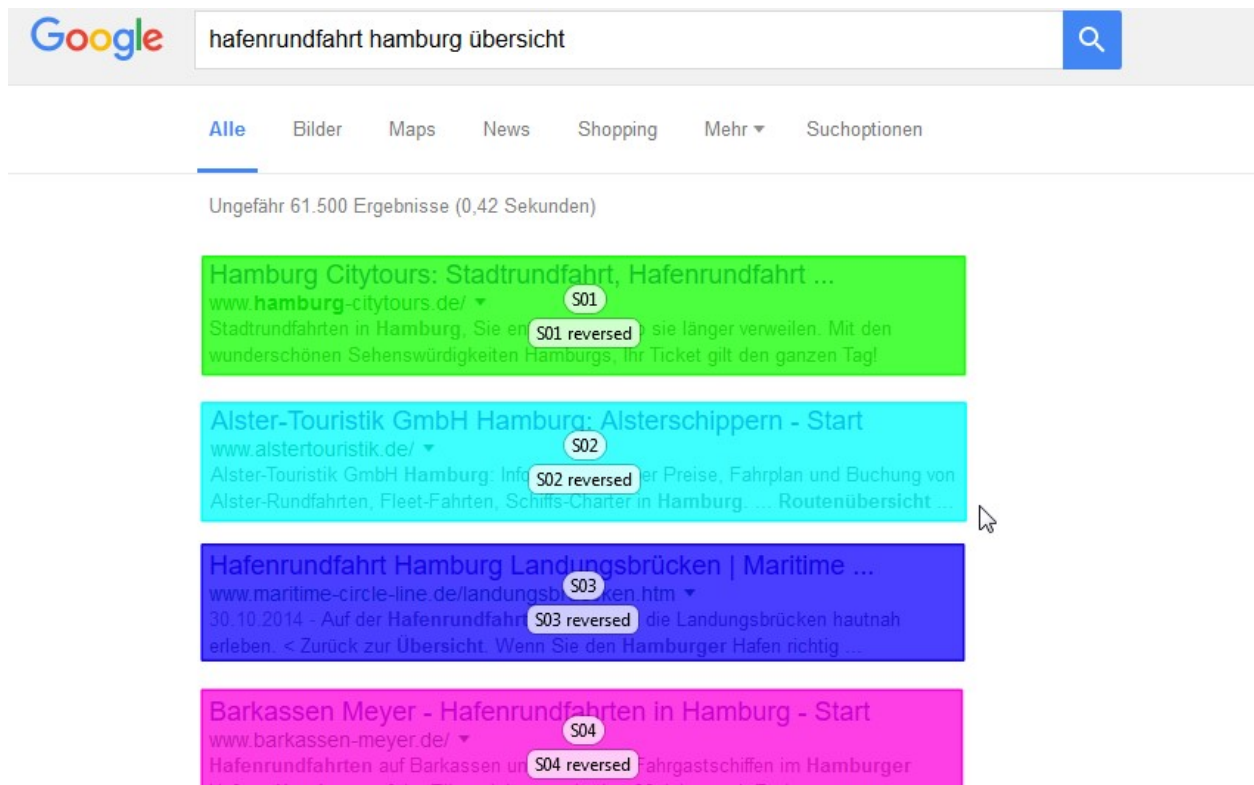 Google hafenrundfahrt hamburg übersicht
Alle Bilder Maps News Shopping Mehr Suchoptionen
Ungefähr 61.500 Ergebnisse (0,42 Sekunden)
Hamburg Citytours: Stadtrundfahrt, Hafenrundfahrt ...
www.hamburg-citytours.de/
S01
Stadtrundfahrten in Hamburg, Sie sie länger verweilen. Mit den
S01 reversed
wunderschönen Sehenswürdigkeiten Hamburgs, Ihr Ticket gilt den ganzen Tag!
Alster-Touristik GmbH Hamburg: Alsterschippern - Start
www.alstertouristik.de/
S02
Alster-Touristik GmbH Hamburg: Preise, Fahrplan und Buchung von
S02 reversed
Alster-Rundfahrten, Fleet-Fahrten, Schiffs-Charter in Hamburg. ... Routenübersicht ...
Hafenrundfahrt Hamburg Landungsbrücken | Maritime ...
www.maritime-circle-line.de/landungsbruecken.htm
S03
30.10.2014 - Auf der Hafenrundfahrt die Landungsbrücken hautnah
S03 reversed
erleben. < Zurück zur Übersicht. Wenn Sie den Hamburger Hafen richtig ...
Barkassen Meyer - Hafenrundfahrten in Hamburg - Start
www.barkassen-meyer.de/
S04
Hafenrundfahrten auf Barkassen Fahrgastschiffen im Hamburger
S04 reversed